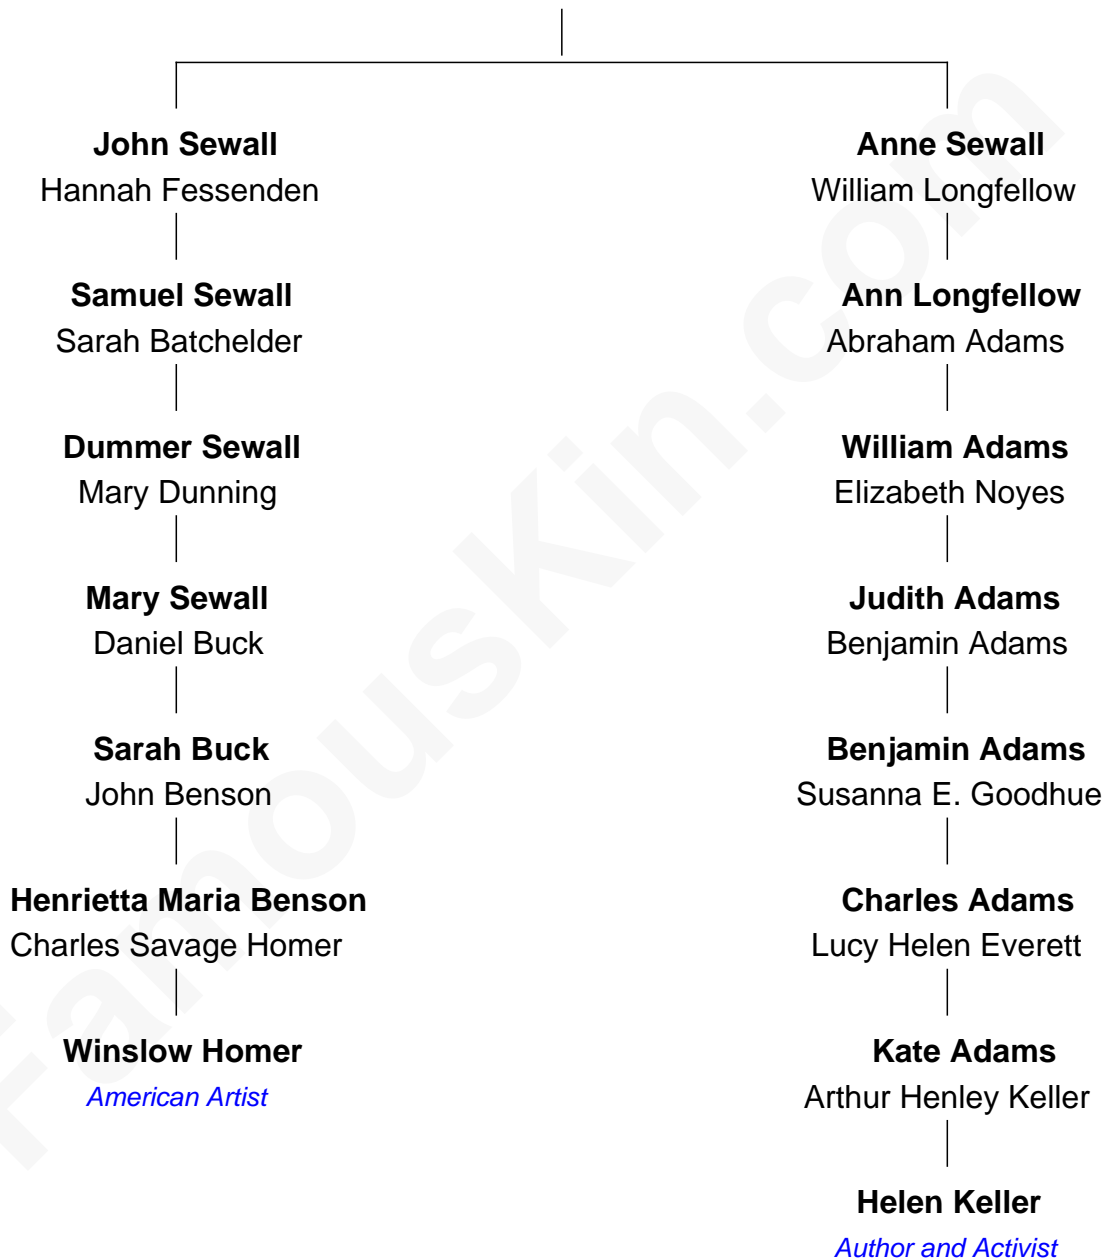 John Sewall
Hannah Fessenden
Samuel Sewall
Sarah Batchelder
Dummer Sewall
Mary Dunning
Mary Sewall
Daniel Buck
Sarah Buck
John Benson
Henrietta Maria Benson
Charles Savage Homer
Winslow Homer
American Artist
Anne Sewall
William Longfellow
Ann Longfellow
Abraham Adams
William Adams
Elizabeth Noyes
Judith Adams
Benjamin Adams
Benjamin Adams
Susanna E. Goodhue
Charles Adams
Lucy Helen Everett
Kate Adams
Arthur Henley Keller
Helen Keller
Author and Activist
FamousKin.com